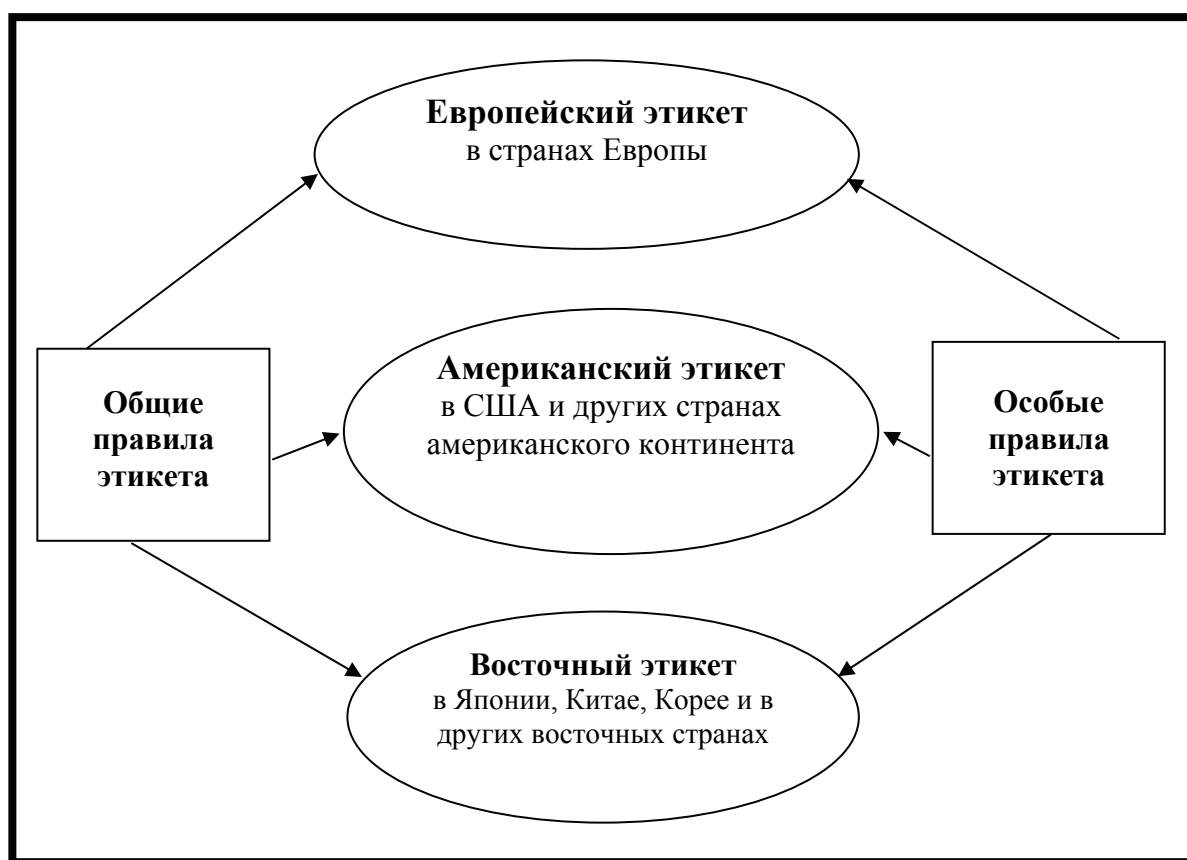 Европейский этикет
в странах Европы
Общие
правила
этикета
Американский этикет
в США и других странах
американского континента
Особые
правила
этикета
Восточный этикет
в Японии, Китае, Корее и в
других восточных странах